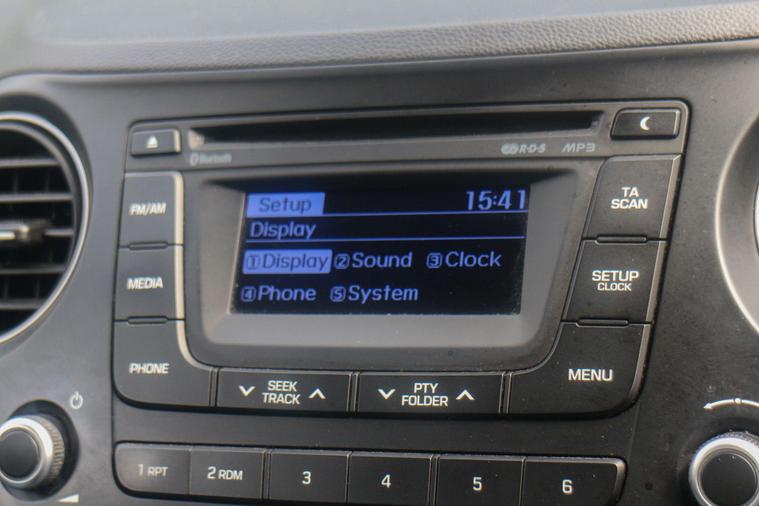 Bluetooth R·D·S MP3
FM/AM
MEDIA
PHONE
Setup 15:41
Display
1 Display 2 Sound 3 Clock
4 Phone 5 System
TA
SCAN
SETUP
CLOCK
MENU
SEEK
TRACK
PTY
FOLDER
1 RPT 2 RDM 3 4 5 6